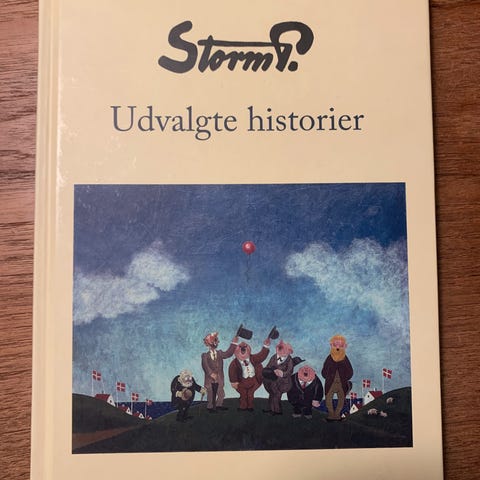 Storm P.
Udvalgte historier